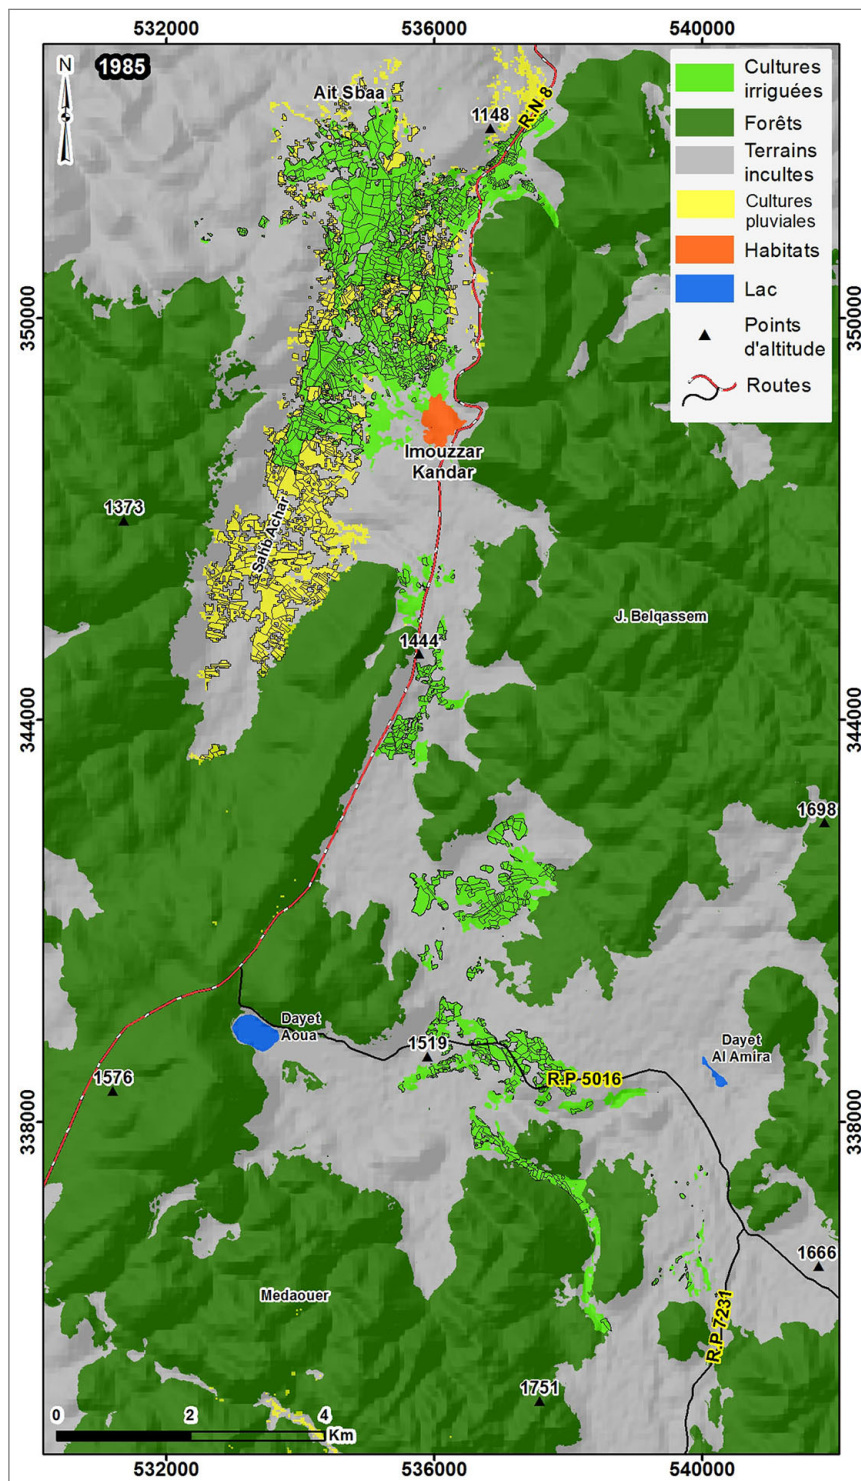 532000
536000
540000
N
1985
Ait Sbaa
1148
R.N 8
Cultures
irriguées
Forêts
Terrains
incultes
Cultures
pluviales
Habitats
Lac
Points
d'altitude
Routes
350000
350000
Imouzzar
Kandar
1373
Sahb Achar
J. Belqassem
1444
344000
344000
1698
Dayet
Aoua
1519
Dayet
Al Amira
1576
R.P 5016
338000
338000
1666
Medaouer
R.P 7231
1751
0
2
4
Km
532000
536000
540000